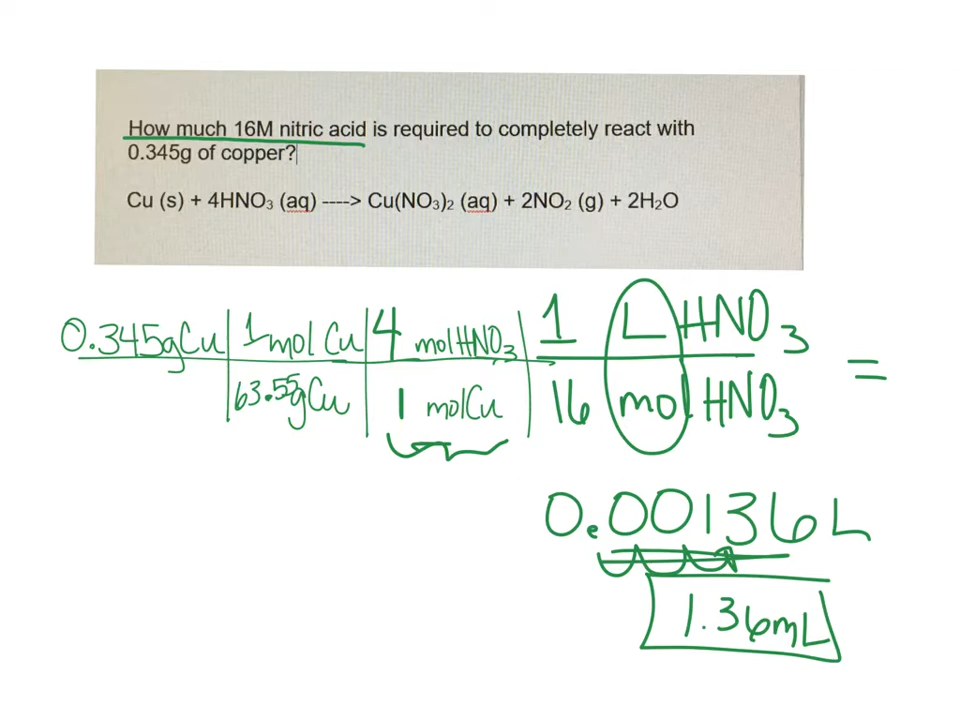 How much 16M nitric acid is required to completely react with
0.345g of copper?
Cu (s) + 4HNO3 (aq) ----> Cu(NO3)2 (aq) + 2NO2 (g) + 2H2O
0.345gCu 1molCu 4 molHNO3 1 L HNO3 =
63.55gCu 1 molCu 16 mol HNO3
0.00136L
1.36mL